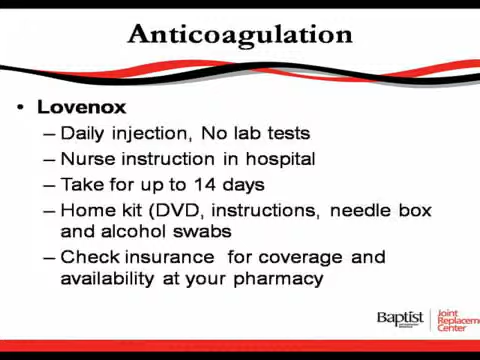 Anticoagulation
• Lovenox
– Daily injection, No lab tests
– Nurse instruction in hospital
– Take for up to 14 days
– Home kit (DVD, instructions, needle box
and alcohol swabs
– Check insurance for coverage and
availability at your pharmacy
Baptist
Joint
Replaceme
Center